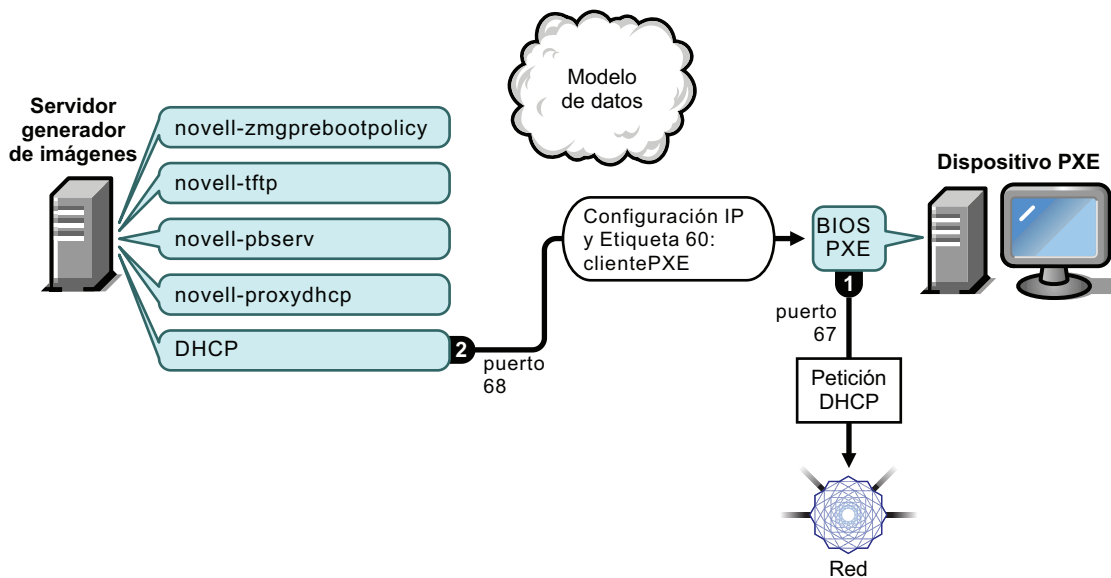 Modelo
de datos
Servidor
generador
de imágenes
novell-zmgprebootpolicy
novell-tftp
novell-pbserv
novell-proxydhcp
DHCP
2
puerto
68
Configuración IP
y Etiqueta 60:
clientePXE
Dispositivo PXE
BIOS
PXE
1
puerto
67
Petición
DHCP
Red